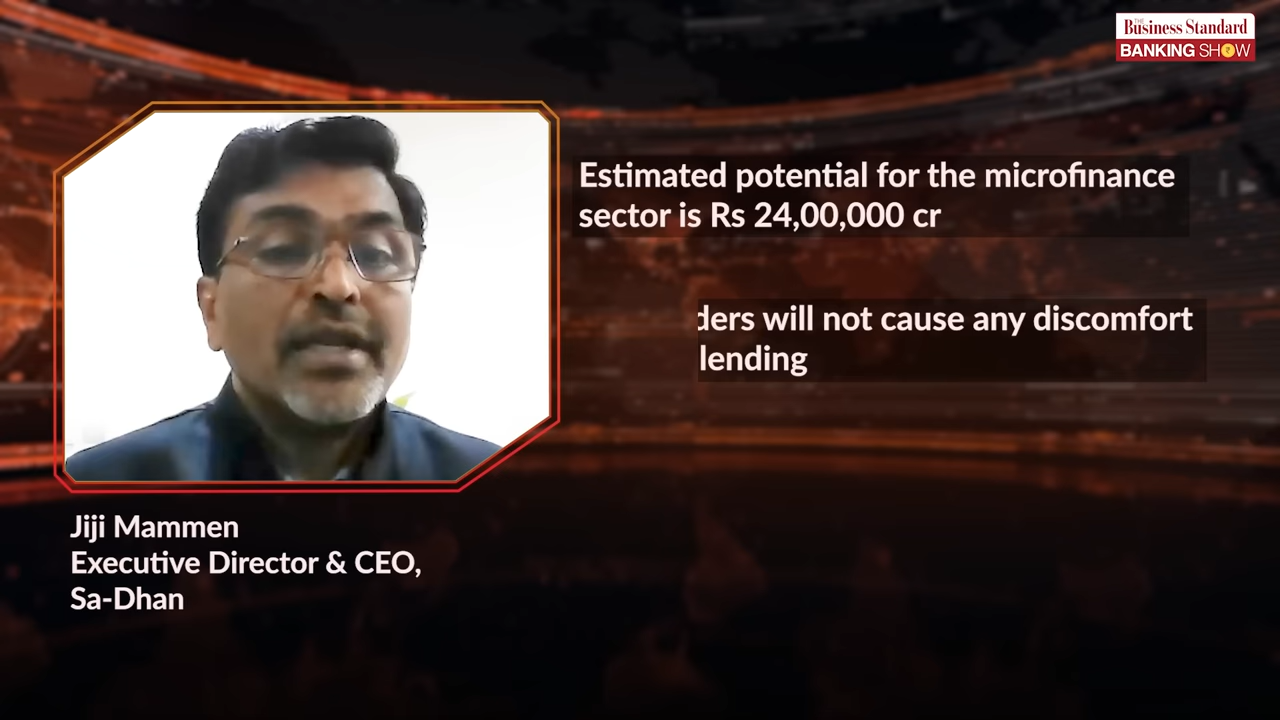 THE
Business Standard
BANKING SHOW
Estimated potential for the microfinance
sector is Rs 24,00,000 cr
will not cause any discomfort
lending
Jiji Mammen
Executive Director & CEO,
Sa-Dhan